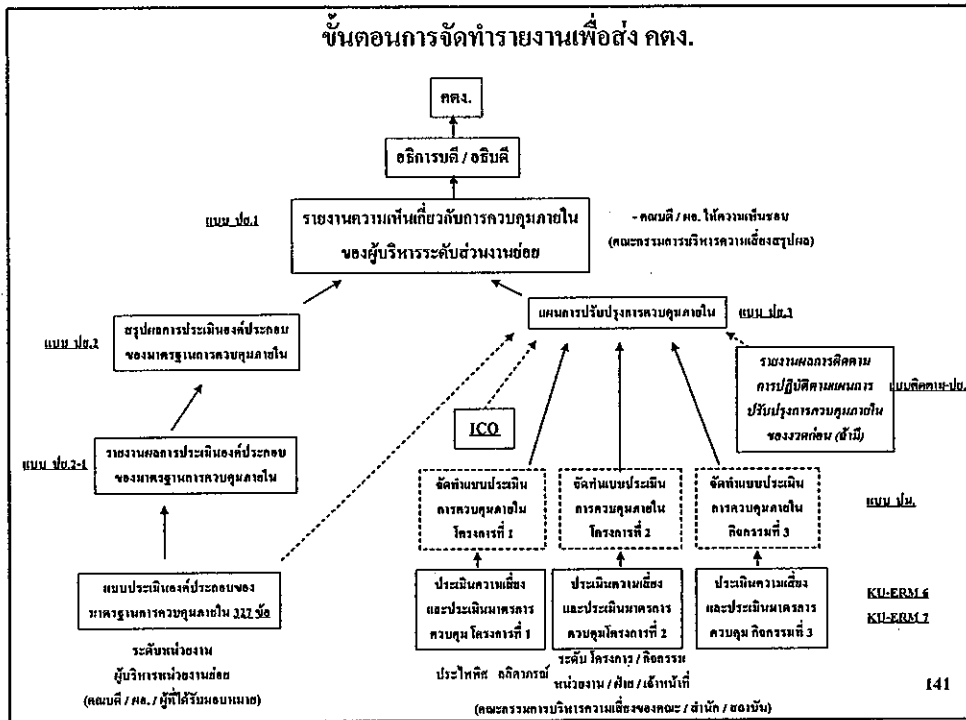 ขั้นตอนการจัดทำรายงานเพื่อส่ง คตง.
คตง.
อธิการบดี / อธิบดี
แบบ ปย.1
รายงานความเห็นเกี่ยวกับการควบคุมภายใน
ของผู้บริหารระดับส่วนงานย่อย
- คณบดี / ผอ. ให้ความเห็นชอบ
(คณะกรรมการบริหารความเสี่ยงสรุปผล)
แบบ ปย.2
สรุปผลการประเมินองค์ประกอบ
ของมาตรฐานการควบคุมภายใน
แผนการปรับปรุงการควบคุมภายใน
แบบ ปย.3
รายงานผลการติดตาม
การปฏิบัติตามแผนการ
ปรับปรุงการควบคุมภายใน
ของงวดก่อน (ถ้ามี)
แบบติดตาม-ปย.
ICO
แบบ ปย.2-1
รายงานผลการประเมินองค์ประกอบ
ของมาตรฐานการควบคุมภายใน
จัดทำแบบประเมิน
การควบคุมภายใน
โครงการที่ 1
จัดทำแบบประเมิน
การควบคุมภายใน
โครงการที่ 2
จัดทำแบบประเมิน
การควบคุมภายใน
กิจกรรมที่ 3
แบบ ปม.
แบบประเมินองค์ประกอบของ
มาตรฐานการควบคุมภายใน 327 ข้อ
ประเมินความเสี่ยง
และประเมินมาตรการ
ควบคุม โครงการที่ 1
ประเมินความเสี่ยง
และประเมินมาตรการ
ควบคุมโครงการที่ 2
ประเมินความเสี่ยง
และประเมินมาตรการ
ควบคุม กิจกรรมที่ 3
KU-ERM 6
KU-ERM 7
ระดับหน่วยงาน
ผู้บริหารหน่วยงานย่อย
(คณบดี / ผอ. / ผู้ที่ได้รับมอบหมาย)
ประไพพิศ ลลิตาภรณ์
ระดับ โครงการ / กิจกรรม
หน่วยงาน / ฝ่าย / เจ้าหน้าที่
(คณะกรรมการบริหารความเสี่ยงของคณะ / สำนัก / สถาบัน)
141